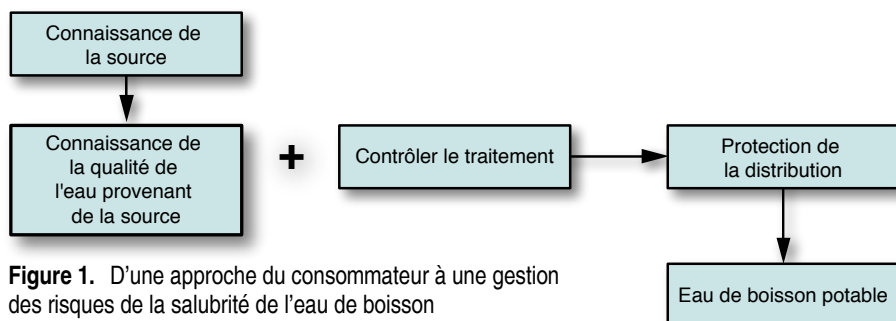 Connaissance de
la source
Connaissance de
la qualité de
l'eau provenant
de la source
+
Contrôler le traitement
Protection de
la distribution
Eau de boisson potable
Figure 1. D’une approche du consommateur à une gestion
des risques de la salubrité de l’eau de boisson